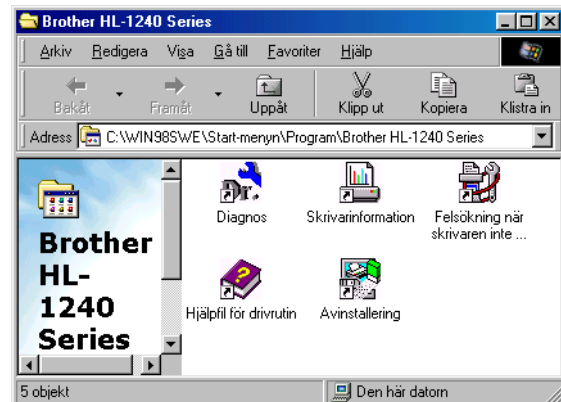 Brother HL-1240 Series
Arkiv Redigera Visa Gå till Favoriter Hjälp
Bakåt Framåt Uppåt Klipp ut Kopiera Klistra in
Adress C:\WIN98SWE\Start-menyn\Program\Brother HL-1240 Series
Brother
HL-
1240
Series
Dr.
Diagnos
Skrivarinformation
Felsökning när
skrivaren inte ...
Hjälpfil för drivrutin
Avinstallering
5 objekt
Den här datorn